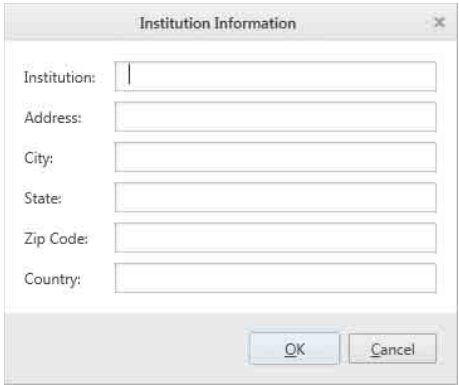 Institution Information
Institution:
Address:
City:
State:
Zip Code:
Country:
OK Cancel